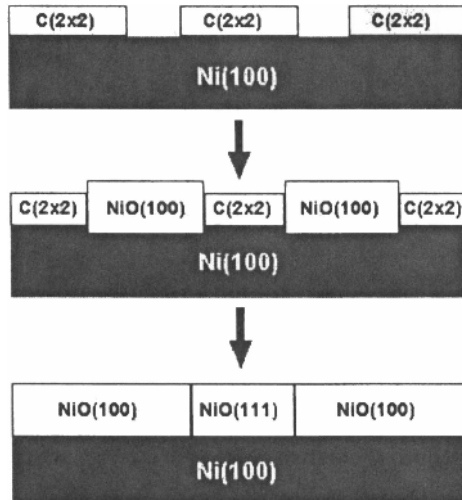 C(2x2) C(2x2) C(2x2)
Ni(100)
C(2x2) NiO(100) C(2x2) NiO(100) C(2x2)
Ni(100)
NiO(100) NiO(111) NiO(100)
Ni(100)